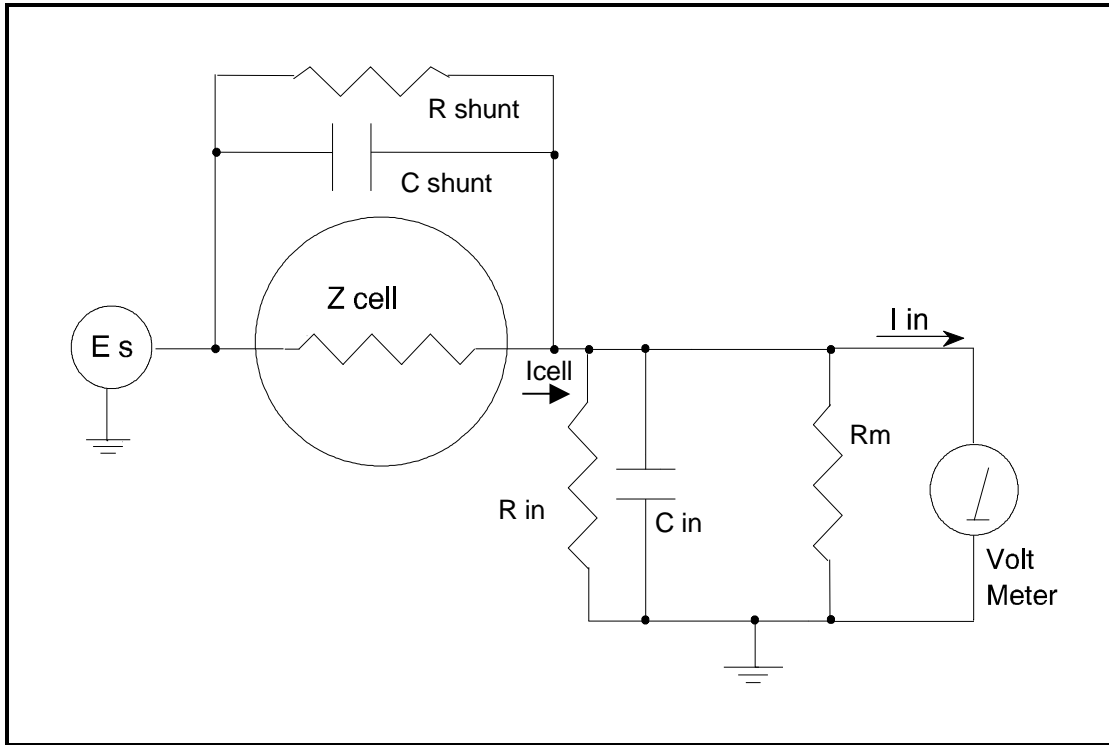 R shunt
C shunt
Z cell
E s
I in
Icell
Rm
R in
C in
Volt
Meter